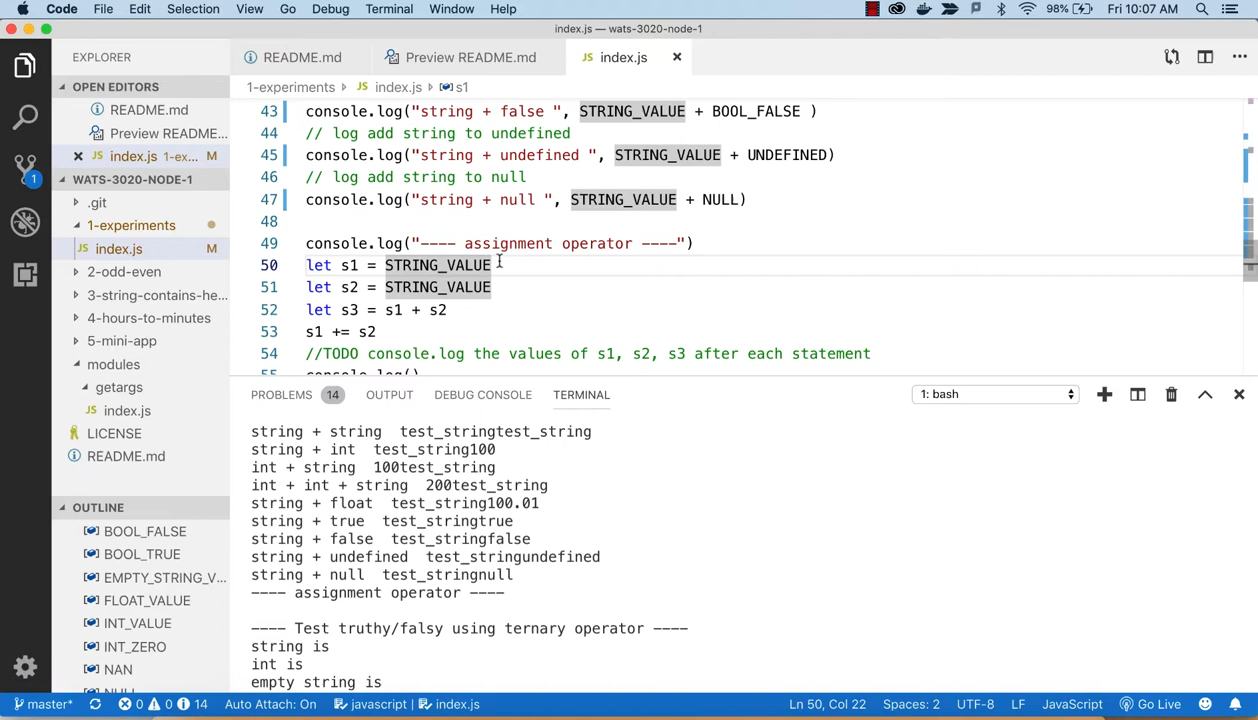 Code File Edit Selection View Go Debug Terminal Window Help 98% Fri 10:07 AM
index.js — wats-3020-node-1
EXPLORER
README.md
Preview README.md
JS index.js
1-experiments
JS index.js
s1
OPEN EDITORS
README.md
Preview README...
JS index.js 1-ex... M
WATS-3020-NODE-1
.git
1-experiments
JS index.js M
2-odd-even
3-string-contains-he...
4-hours-to-minutes
5-mini-app
modules
getargs
JS index.js
LICENSE
README.md
OUTLINE
BOOL_FALSE
BOOL_TRUE
EMPTY_STRING_V...
FLOAT_VALUE
INT_VALUE
INT_ZERO
NAN
1
43 console.log("string + false ", STRING_VALUE + BOOL_FALSE )
44 // log add string to undefined
45 console.log("string + undefined ", STRING_VALUE + UNDEFINED)
46 // log add string to null
47 console.log("string + null ", STRING_VALUE + NULL)
48
49 console.log("---- assignment operator ----")
50 let s1 = STRING_VALUE
51 let s2 = STRING_VALUE
52 let s3 = s1 + s2
53 s1 += s2
54 //TODO console.log the values of s1, s2, s3 after each statement
55 console.log()
PROBLEMS 14 OUTPUT DEBUG CONSOLE TERMINAL 1: bash
string + string  test_stringtest_string
string + int  test_string100
int + string  100test_string
int + int + string  200test_string
string + float  test_string100.01
string + true  test_stringtrue
string + false  test_stringfalse
string + undefined  test_stringundefined
string + null  test_stringnull
---- assignment operator ----
---- Test truthy/falsy using ternary operator ----
string is
int is
empty string is
master* 0 0 14 Auto Attach: On javascript | index.js Ln 50, Col 22 Spaces: 2 UTF-8 LF JavaScript Go Live